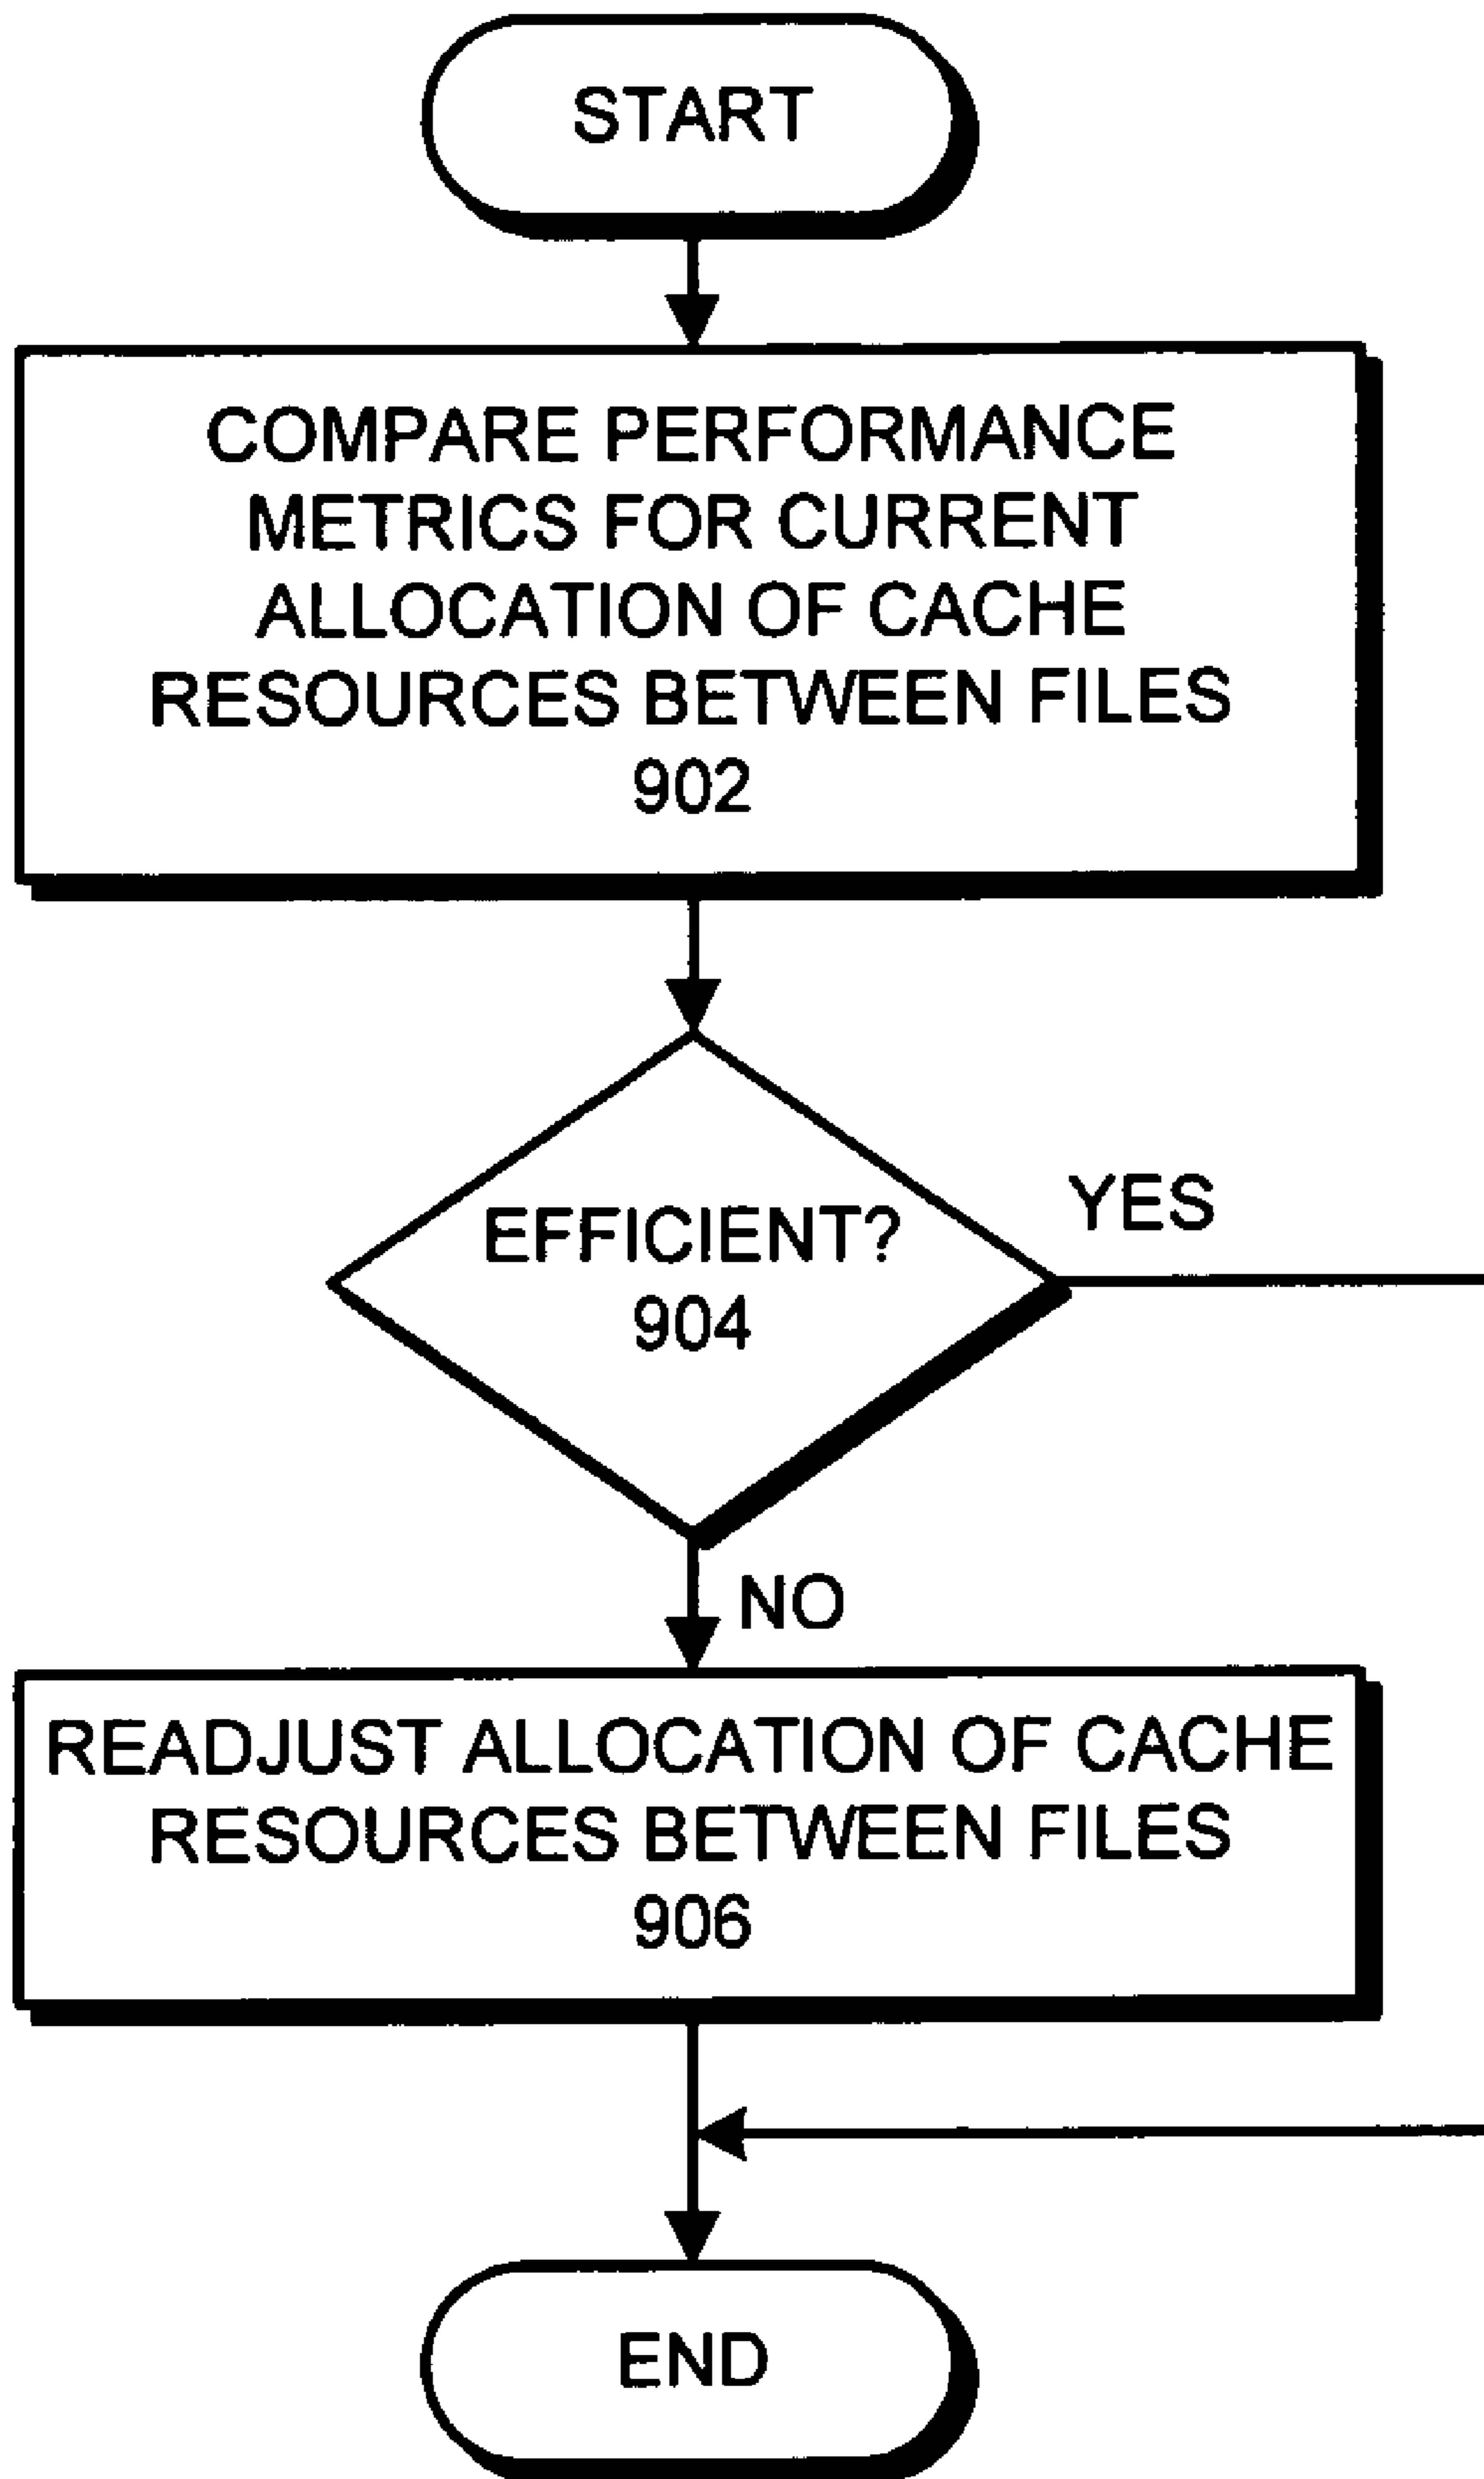 START
COMPARE PERFORMANCE
METRICS FOR CURRENT
ALLOCATION OF CACHE
RESOURCES BETWEEN FILES
902
EFFICIENT?
904
YES
NO
READJUST ALLOCATION OF CACHE
RESOURCES BETWEEN FILES
906
END